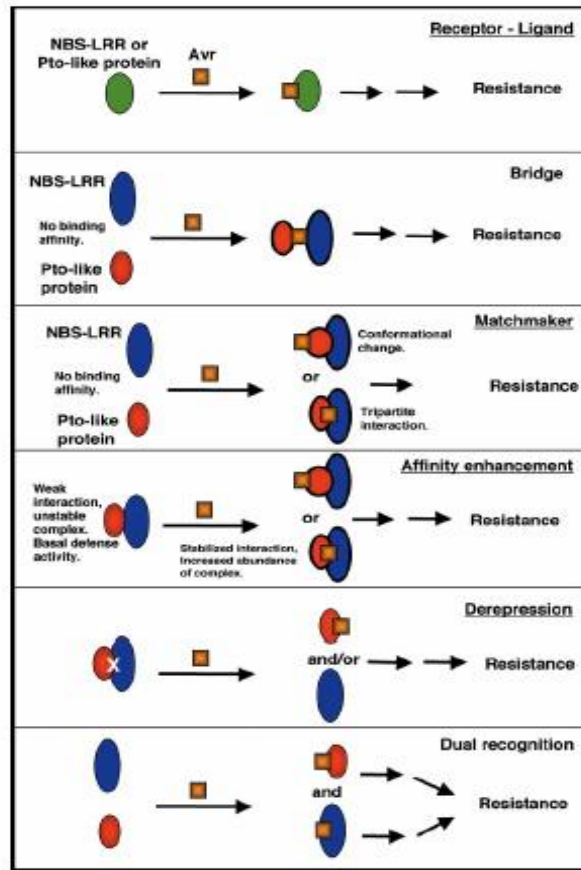 Receptor - Ligand
NBS-LRR or
Pto-like protein
Avr
Resistance
Bridge
NBS-LRR
No binding
affinity.
Pto-like
protein
Resistance
Matchmaker
NBS-LRR
No binding
affinity.
Pto-like
protein
Conformational
change.
or
Tripartite
interaction.
Resistance
Affinity enhancement
Weak
interaction,
unstable
complex.
Basal defense
activity.
Stabilized interaction,
Increased abundance
of complex.
or
Resistance
Derepression
X
and/or
Resistance
Dual recognition
and
Resistance